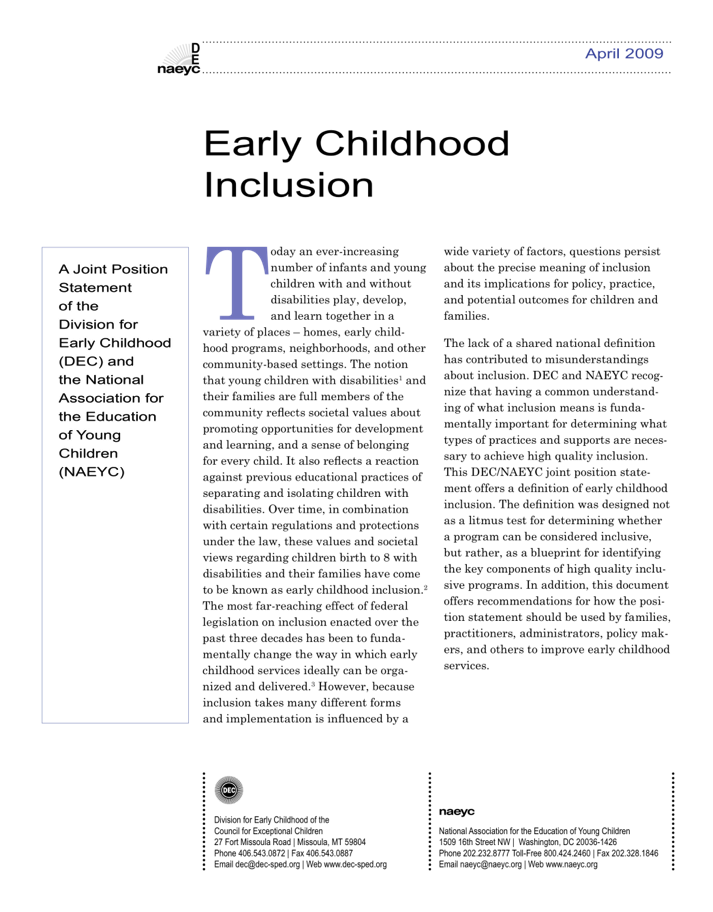 DEC
naeyc
April 2009
Early Childhood
Inclusion
A Joint Position
Statement
of the
Division for
Early Childhood
(DEC) and
the National
Association for
the Education
of Young
Children
(NAEYC)
Today an ever-increasing
number of infants and young
children with and without
disabilities play, develop,
and learn together in a
variety of places – homes, early child-
hood programs, neighborhoods, and other
community-based settings. The notion
that young children with disabilities¹ and
their families are full members of the
community reflects societal values about
promoting opportunities for development
and learning, and a sense of belonging
for every child. It also reflects a reaction
against previous educational practices of
separating and isolating children with
disabilities. Over time, in combination
with certain regulations and protections
under the law, these values and societal
views regarding children birth to 8 with
disabilities and their families have come
to be known as early childhood inclusion.²
The most far-reaching effect of federal
legislation on inclusion enacted over the
past three decades has been to funda-
mentally change the way in which early
childhood services ideally can be orga-
nized and delivered.³ However, because
inclusion takes many different forms
and implementation is influenced by a
wide variety of factors, questions persist
about the precise meaning of inclusion
and its implications for policy, practice,
and potential outcomes for children and
families.
The lack of a shared national definition
has contributed to misunderstandings
about inclusion. DEC and NAEYC recog-
nize that having a common understand-
ing of what inclusion means is funda-
mentally important for determining what
types of practices and supports are neces-
sary to achieve high quality inclusion.
This DEC/NAEYC joint position state-
ment offers a definition of early childhood
inclusion. The definition was designed not
as a litmus test for determining whether
a program can be considered inclusive,
but rather, as a blueprint for identifying
the key components of high quality inclu-
sive programs. In addition, this document
offers recommendations for how the posi-
tion statement should be used by families,
practitioners, administrators, policy mak-
ers, and others to improve early childhood
services.
DEC
Division for Early Childhood of the
Council for Exceptional Children
27 Fort Missoula Road | Missoula, MT 59804
Phone 406.543.0872 | Fax 406.543.0887
Email dec@dec-sped.org | Web www.dec-sped.org
naeyc
National Association for the Education of Young Children
1509 16th Street NW | Washington, DC 20036-1426
Phone 202.232.8777 Toll-Free 800.424.2460 | Fax 202.328.1846
Email naeyc@naeyc.org | Web www.naeyc.org